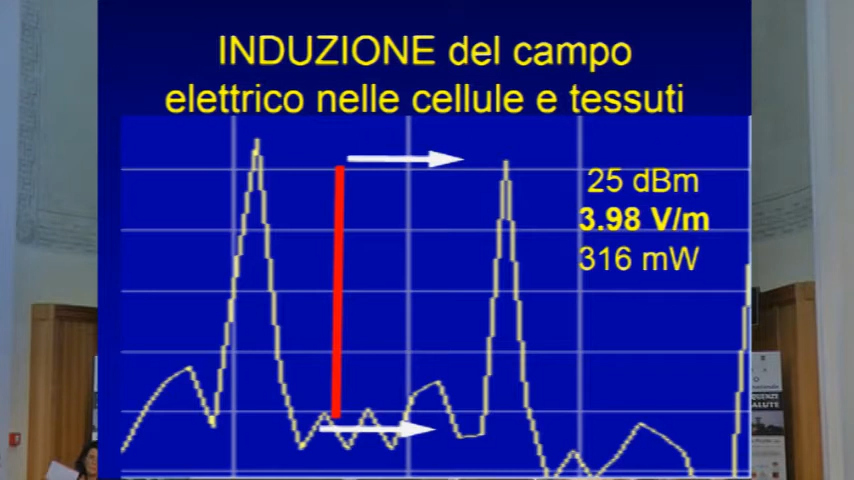 INDUZIONE del campo
elettrico nelle cellule e tessuti
25 dBm
3.98 V/m
316 mW